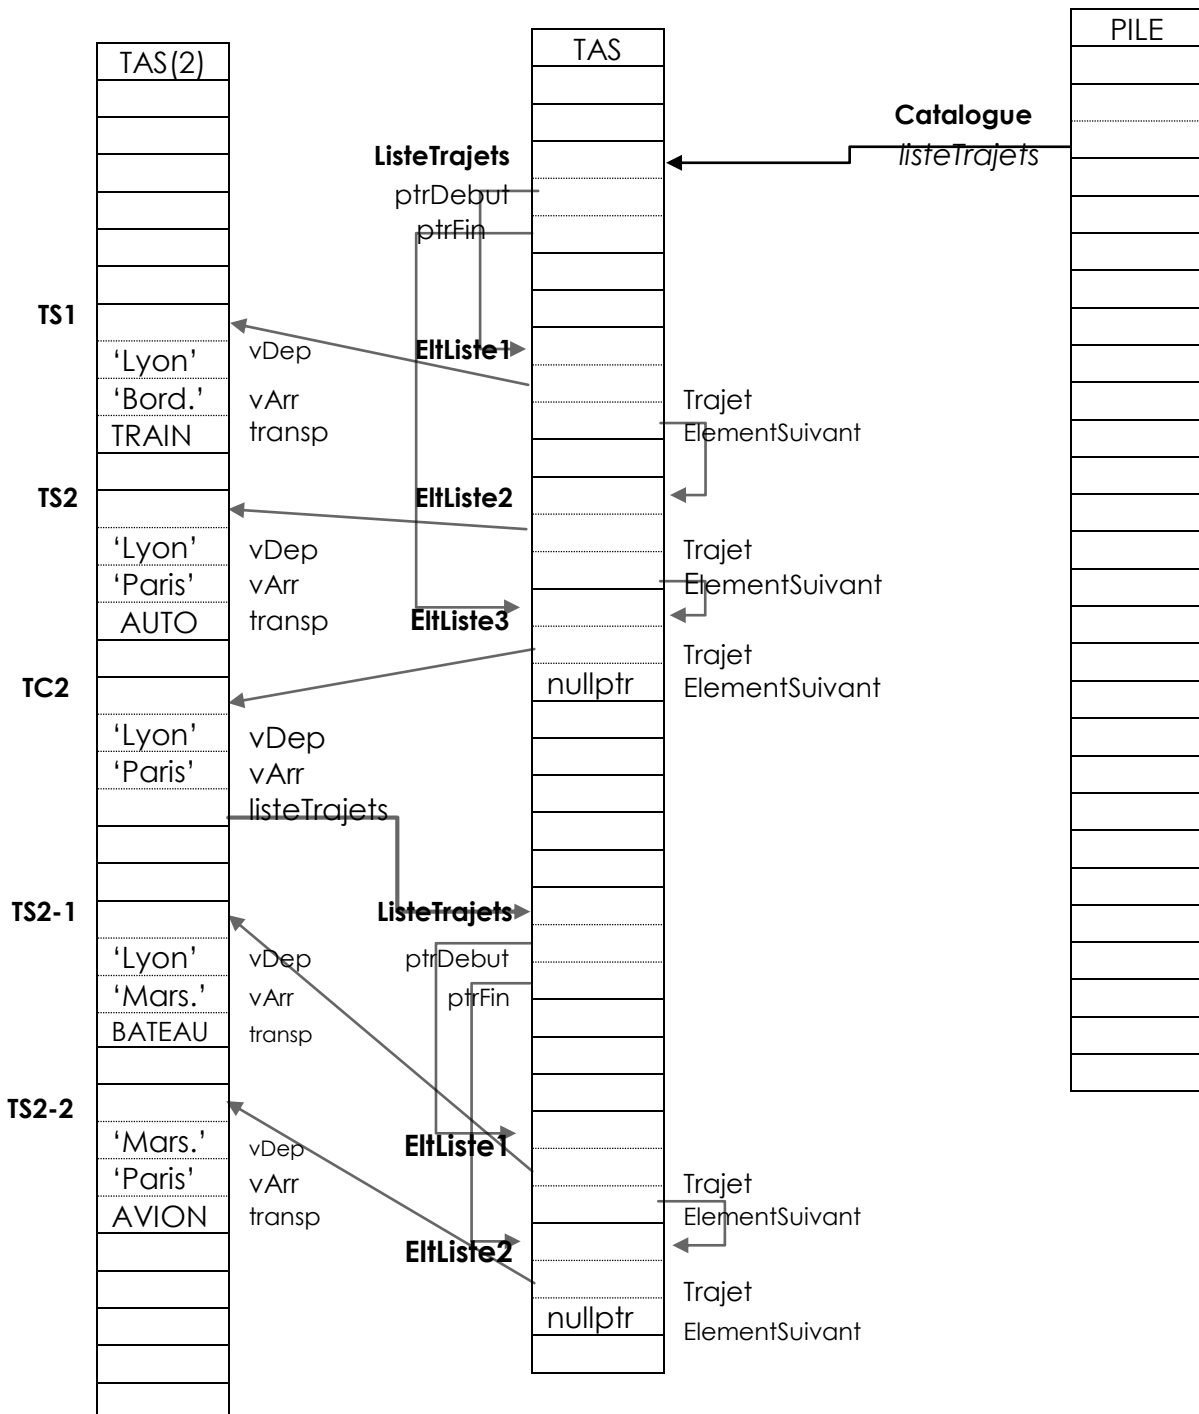 PILE
TAS
TAS(2)
Catalogue
listeTrajets
ListeTrajets
ptrDebut
ptrFin
TS1
‘Lyon’ vDep
EltListe1
‘Bord.’ vArr
Trajet
TRAIN transp
ElementSuivant
TS2
EltListe2
‘Lyon’ vDep
Trajet
‘Paris’ vArr
ElementSuivant
AUTO transp
EltListe3
Trajet
TC2
nullptr
ElementSuivant
‘Lyon’ vDep
‘Paris’ vArr
listeTrajets
TS2-1
ListeTrajets
‘Lyon’ vDep
ptrDebut
‘Mars.’ vArr
ptrFin
BATEAU transp
TS2-2
‘Mars.’ vDep
EltListe1
‘Paris’ vArr
Trajet
AVION transp
ElementSuivant
EltListe2
Trajet
nullptr
ElementSuivant